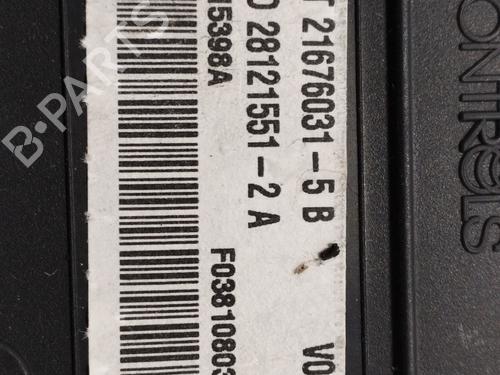 ONTROLS
T 21676031-5 B
VO
D 28121551-2 A
15398A
F03810803
B-PARTS